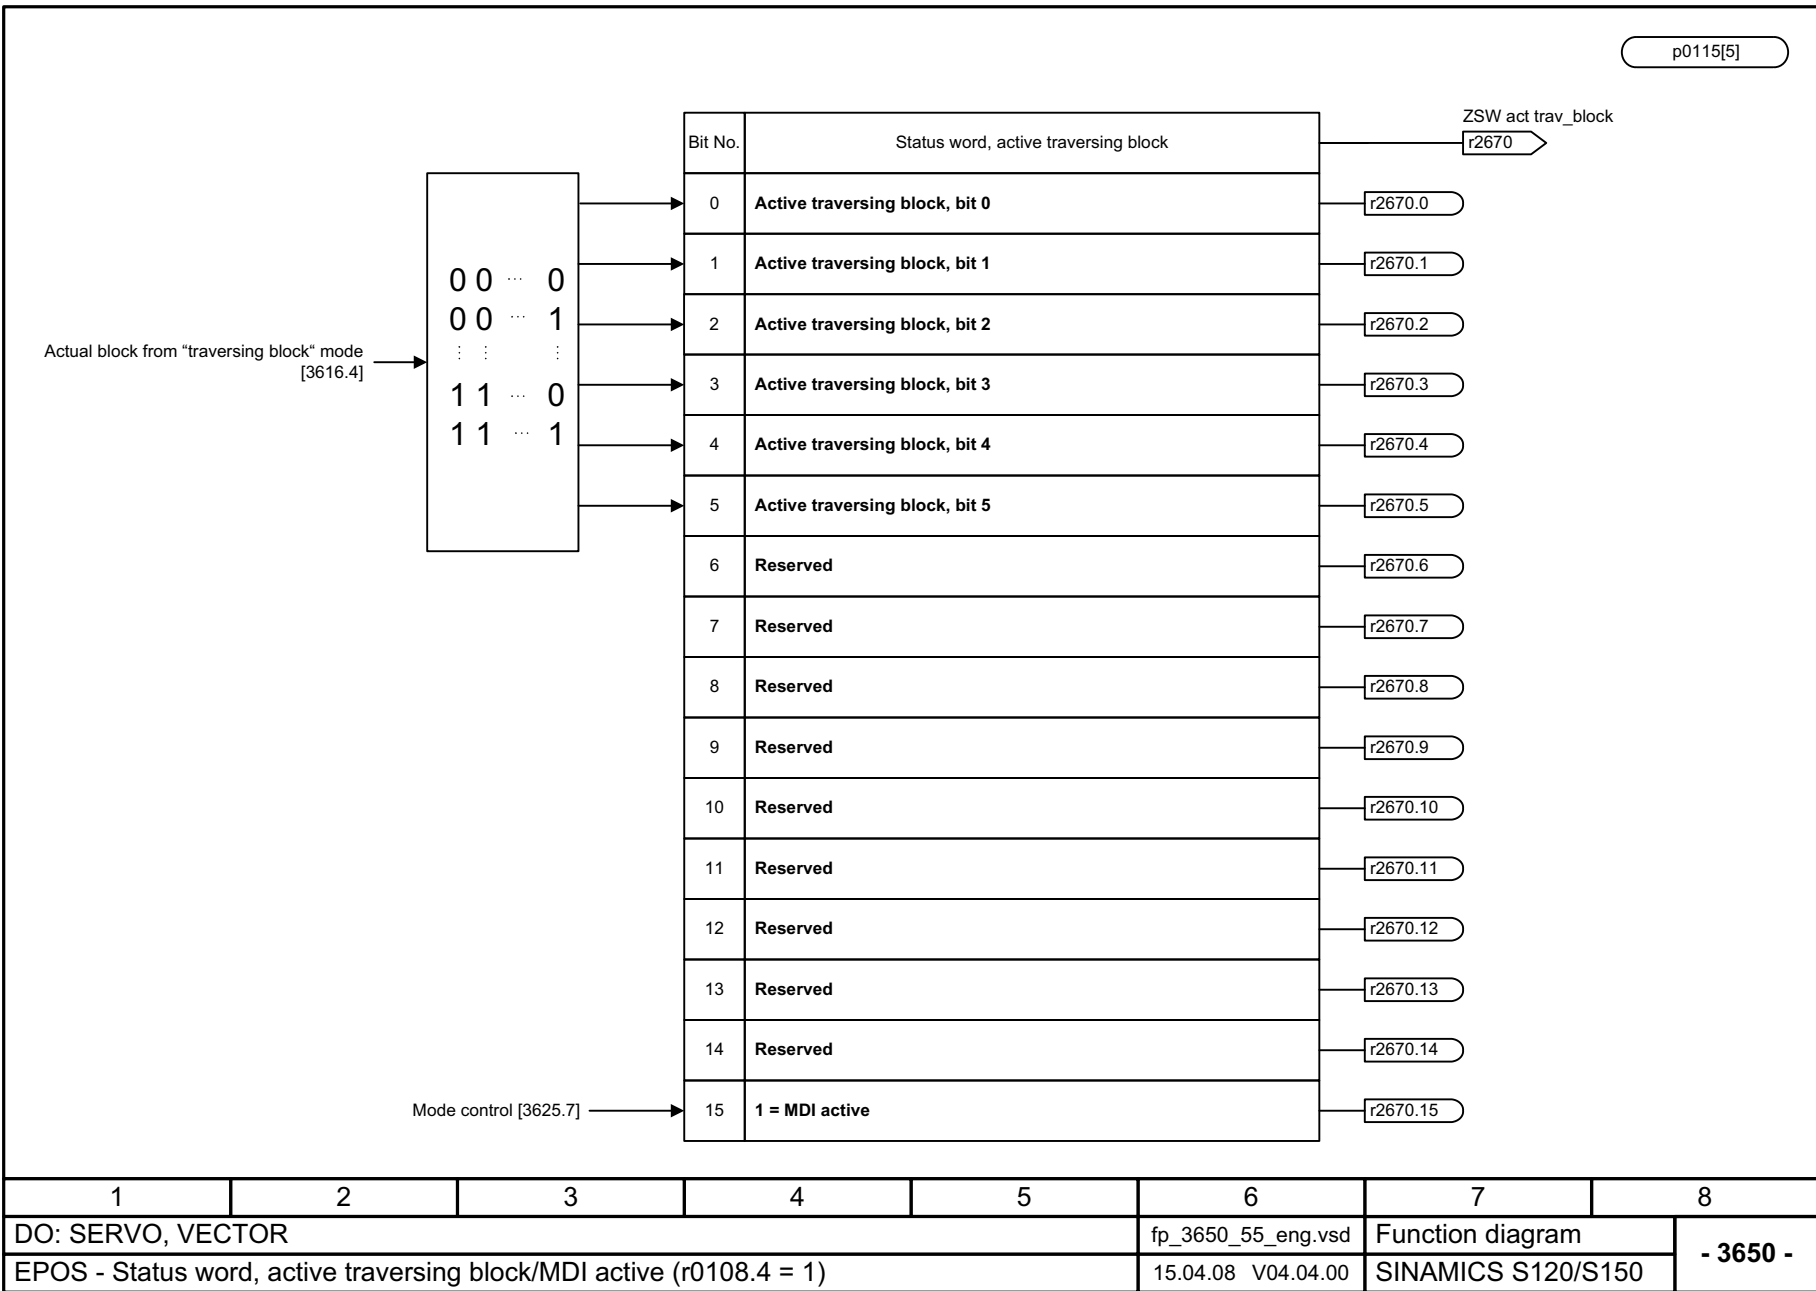 p0115[5]
ZSW act trav_block
Bit No. Status word, active traversing block r2670
0 Active traversing block, bit 0 r2670.0
1 Active traversing block, bit 1 r2670.1
2 Active traversing block, bit 2 r2670.2
3 Active traversing block, bit 3 r2670.3
4 Active traversing block, bit 4 r2670.4
5 Active traversing block, bit 5 r2670.5
6 Reserved r2670.6
7 Reserved r2670.7
8 Reserved r2670.8
9 Reserved r2670.9
10 Reserved r2670.10
11 Reserved r2670.11
12 Reserved r2670.12
13 Reserved r2670.13
14 Reserved r2670.14
15 1 = MDI active r2670.15
Actual block from “traversing block“ mode
[3616.4]
0 0 ... 0
0 0 ... 1
⋮ ⋮ ⋮
1 1 ... 0
1 1 ... 1
Mode control [3625.7]
1 2 3 4 5 6 7 8
DO: SERVO, VECTOR fp_3650_55_eng.vsd Function diagram
- 3650 -
EPOS - Status word, active traversing block/MDI active (r0108.4 = 1) 15.04.08 V04.04.00 SINAMICS S120/S150